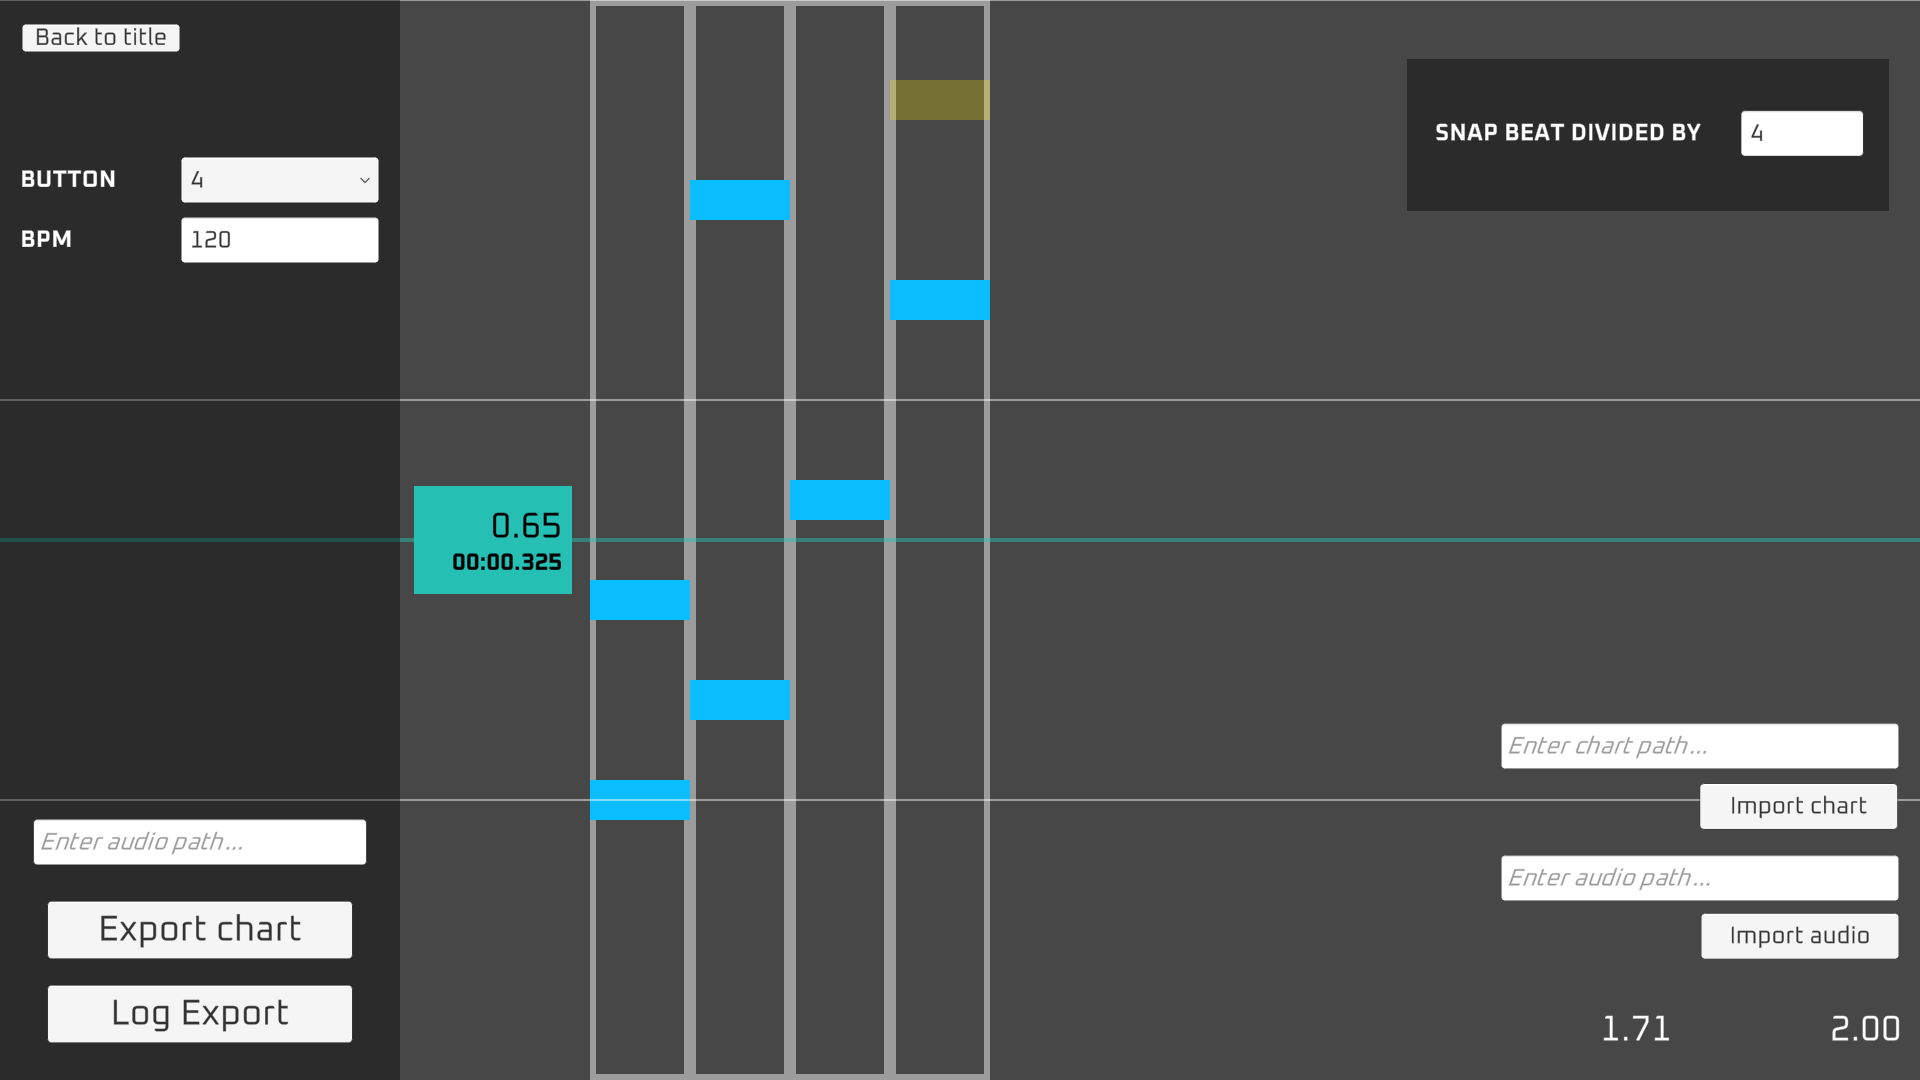 Back to title
BUTTON
4
BPM
120
SNAP BEAT DIVIDED BY
4
0.65
00:00.325
Enter audio path...
Export chart
Log Export
Enter chart path...
Import chart
Enter audio path...
Import audio
1.71
2.00